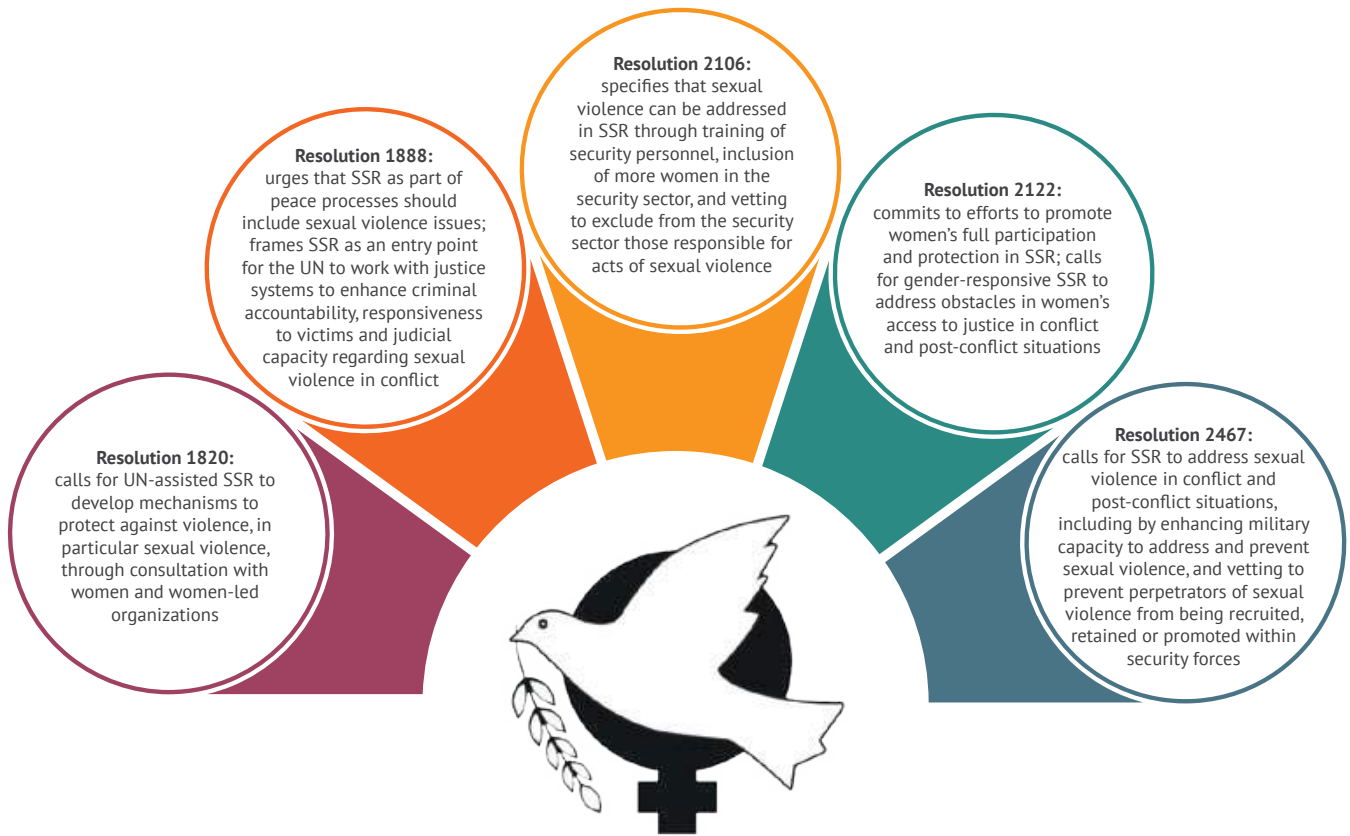 Resolution 1820:
calls for UN-assisted SSR to
develop mechanisms to
protect against violence, in
particular sexual violence,
through consultation with
women and women-led
organizations
Resolution 1888:
urges that SSR as part of
peace processes should
include sexual violence issues;
frames SSR as an entry point
for the UN to work with justice
systems to enhance criminal
accountability, responsiveness
to victims and judicial
capacity regarding sexual
violence in conflict
Resolution 2106:
specifies that sexual
violence can be addressed
in SSR through training of
security personnel, inclusion
of more women in the
security sector, and vetting
to exclude from the security
sector those responsible for
acts of sexual violence
Resolution 2122:
commits to efforts to promote
women’s full participation
and protection in SSR; calls
for gender-responsive SSR to
address obstacles in women’s
access to justice in conflict
and post-conflict situations
Resolution 2467:
calls for SSR to address sexual
violence in conflict and
post-conflict situations,
including by enhancing military
capacity to address and prevent
sexual violence, and vetting to
prevent perpetrators of sexual
violence from being recruited,
retained or promoted within
security forces